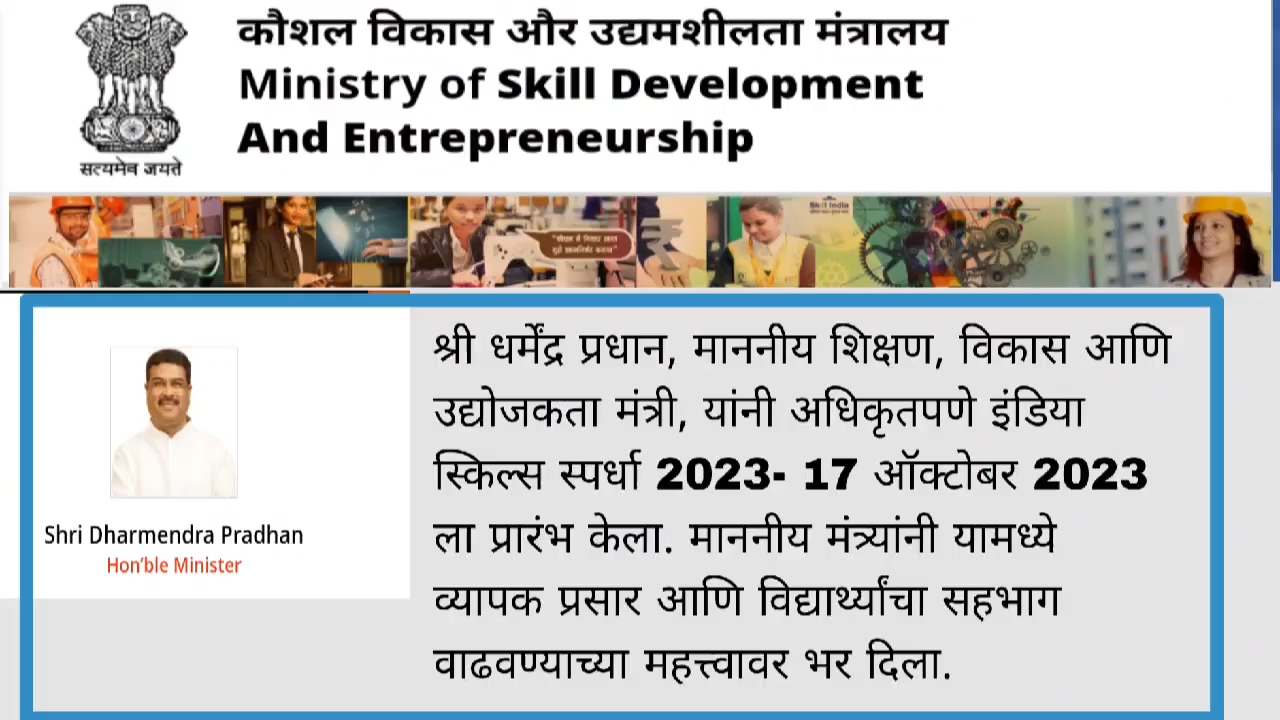 कौशल विकास और उद्यमशीलता मंत्रालय
Ministry of Skill Development
And Entrepreneurship
सत्यमेव जयते
Skill India
श्री धर्मेंद्र प्रधान, माननीय शिक्षण, विकास आणि
उद्योजकता मंत्री, यांनी अधिकृतपणे इंडिया
स्किल्स स्पर्धा 2023- 17 ऑक्टोबर 2023
ला प्रारंभ केला. माननीय मंत्र्यांनी यामध्ये
व्यापक प्रसार आणि विद्यार्थ्यांचा सहभाग
वाढवण्याच्या महत्त्वावर भर दिला.
Shri Dharmendra Pradhan
Hon'ble Minister